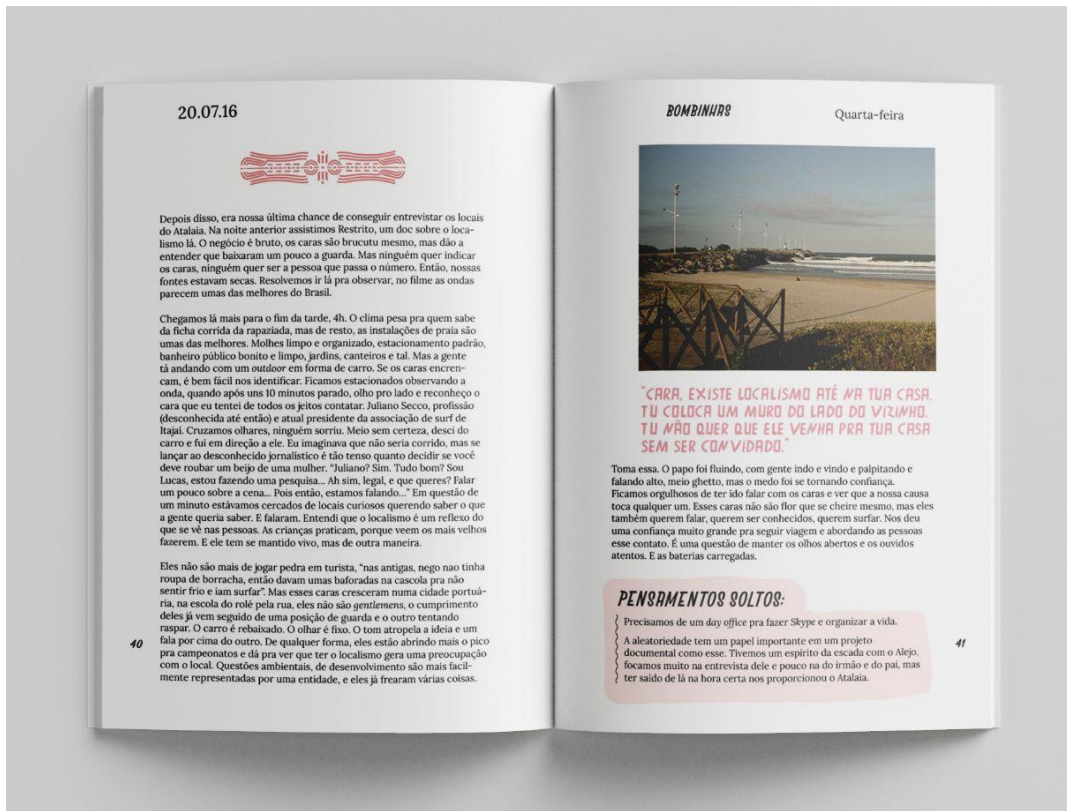 20.07.16
Depois disso, era nossa última chance de conseguir entrevistar os locais
do Atalaia. Na noite anterior assistimos Restrito, um doc sobre o loca-
lismo lá. O negócio é bruto, os caras são brucutu mesmo, mas dão a
entender que baixaram um pouco a guarda. Mas ninguém quer indicar
os caras, ninguém quer ser a pessoa que passa o número. Então, nossas
fontes estavam secas. Resolvemos ir lá pra observar, no filme as ondas
parecem umas das melhores do Brasil.
Chegamos lá mais para o fim da tarde, 4h. O clima pesa pra quem sabe
da ficha corrida da rapaziada, mas de resto, as instalações de praia são
umas das melhores. Molhes limpo e organizado, estacionamento padrão,
banheiro público bonito e limpo, jardins, canteiros e tal. Mas a gente
tá andando com um outdoor em forma de carro. Se os caras encren-
cam, é bem fácil nos identificar. Ficamos estacionados observando a
onda, quando após uns 10 minutos parado, olho pro lado e reconheço o
cara que eu tentei de todos os jeitos contatar. Juliano Secco, profissão
(desconhecida até então) e atual presidente da associação de surf de
Itajaí. Cruzamos olhares, ninguém sorriu. Meio sem certeza, desci do
carro e fui em direção a ele. Eu imaginava que não seria corrido, mas se
lançar ao desconhecido jornalístico é tão tenso quanto decidir se você
deve roubar um beijo de uma mulher. “Juliano? Sim. Tudo bom? Sou
Lucas, estou fazendo uma pesquisa... Ah sim, legal, e que queres? Falar
um pouco sobre a cena... Pois então, estamos falando...” Em questão de
um minuto estávamos cercados de locais curiosos querendo saber o que
a gente queria saber. E falaram. Entendi que o localismo é um reflexo do
que se vê nas pessoas. As crianças praticam, porque veem os mais velhos
fazerem. E ele tem se mantido vivo, mas de outra maneira.
Eles não são mais de jogar pedra em turista, “nas antigas, nego nao tinha
roupa de borracha, então davam umas baforadas na cascola pra não
sentir frio e iam surfar”. Mas esses caras cresceram numa cidade portuá-
ria, na escola do rolé pela rua, eles não são gentlemens, o cumprimento
deles já vem seguido de uma posição de guarda e o outro tentando
raspar. O carro é rebaixado. O olhar é fixo. O tom atropela a ideia e um
fala por cima do outro. De qualquer forma, eles estão abrindo mais o pico
pra campeonatos e dá pra ver que ter o localismo gera uma preocupação
com o local. Questões ambientais, de desenvolvimento são mais facil-
mente representadas por uma entidade, e eles já frearam várias coisas.
40
BOMBINHAS
Quarta-feira
"CARA, EXISTE LOCALISMO ATÉ NA TUA CASA.
TU COLOCA UM MURO DO LADO DO VIZINHO.
TU NÃO QUER QUE ELE VENHA PRA TUA CASA
SEM SER CONVIDADO."
Toma essa. O papo foi fluindo, com gente indo e vindo e palpitando e
falando alto, meio ghetto, mas o medo foi se tornando confiança.
Ficamos orgulhosos de ter ido falar com os caras e ver que a nossa causa
toca qualquer um. Esses caras não são flor que se cheire mesmo, mas eles
também querem falar, querem ser conhecidos, querem surfar. Nos deu
uma confiança muito grande pra seguir viagem e abordando as pessoas
esse contato. É uma questão de manter os olhos abertos e os ouvidos
atentos. E as baterias carregadas.
PENSAMENTOS SOLTOS:
Precisamos de um day office pra fazer Skype e organizar a vida.
A aleatoriedade tem um papel importante em um projeto
documental como esse. Tivemos um espírito da escada com o Alejo,
focamos muito na entrevista dele e pouco na do irmão e do pai, mas
ter saído de lá na hora certa nos proporcionou o Atalaia.
41